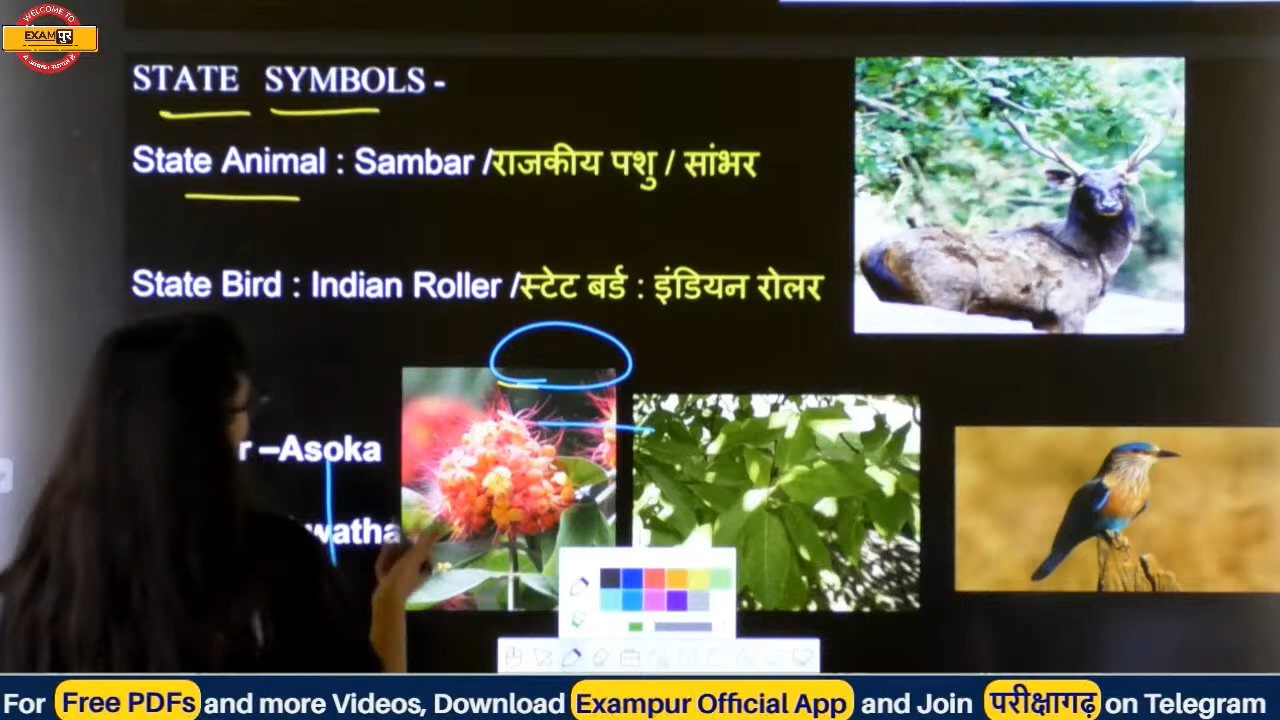 WELCOME TO
EXAMपुर
STATE SYMBOLS -
State Animal : Sambar /राजकीय पशु / सांभर
State Bird : Indian Roller /स्टेट बर्ड : इंडियन रोलर
r –Asoka
watha
For Free PDFs and more Videos, Download Exampur Official App and Join परीक्षागढ़ on Telegram